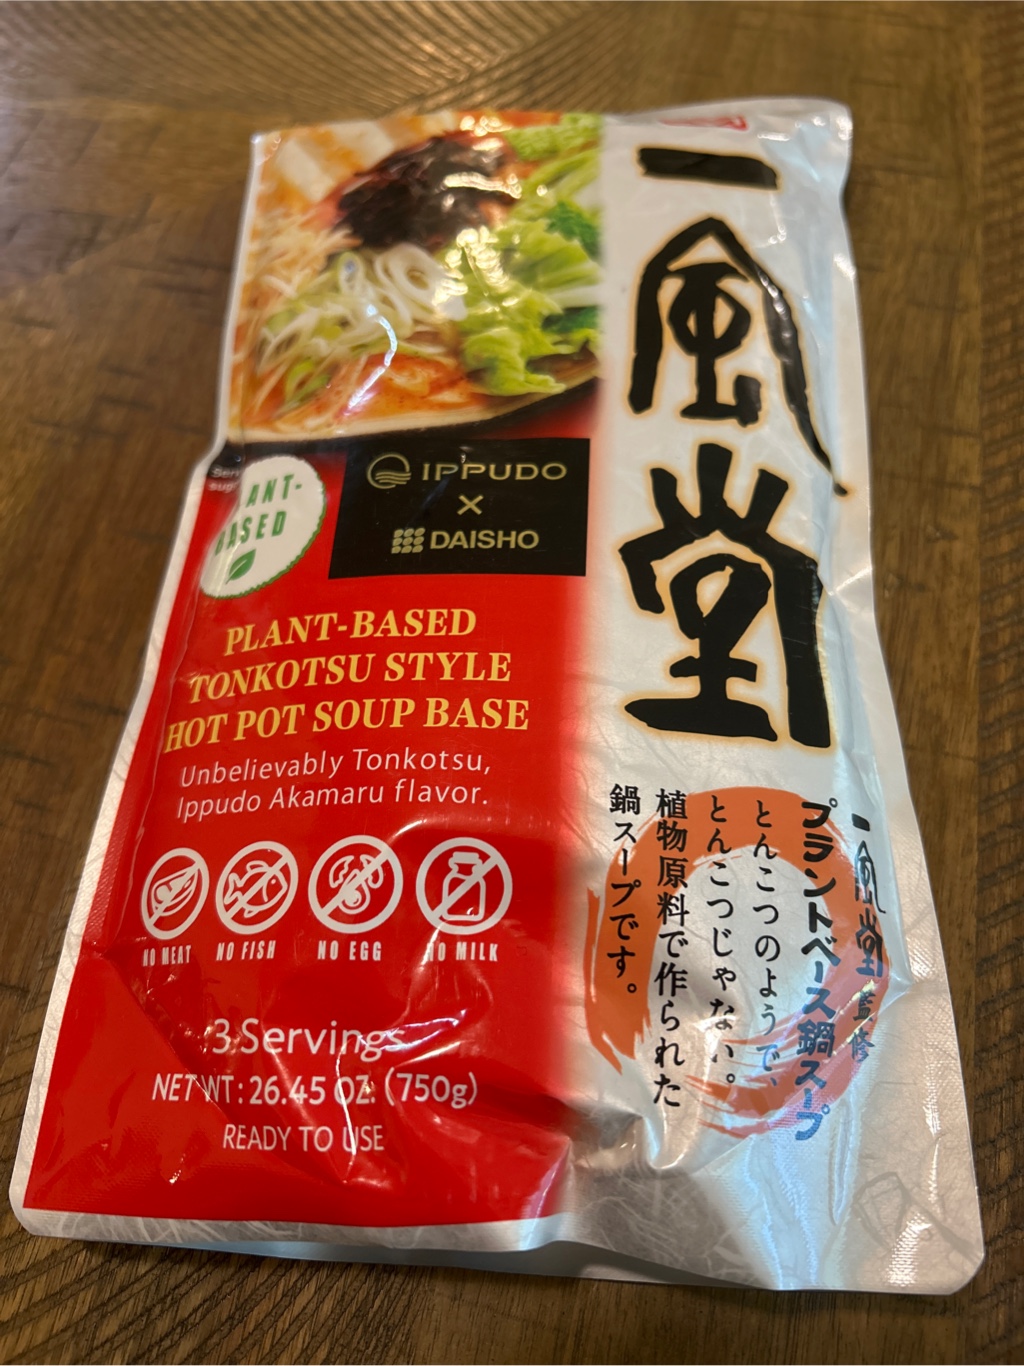 一風堂
IPPUDO
×
DAISHO
PLANT-
BASED
PLANT-BASED
TONKOTSU STYLE
HOT POT SOUP BASE
Unbelievably Tonkotsu,
Ippudo Akamaru flavor.
NO MEAT
NO FISH
NO EGG
NO MILK
3 Servings
NET WT: 26.45 OZ. (750g)
READY TO USE
一風堂監修
プラントベース鍋スープ
とんこつのようで、
とんこつじゃない。
植物原料で作られた
鍋スープです。